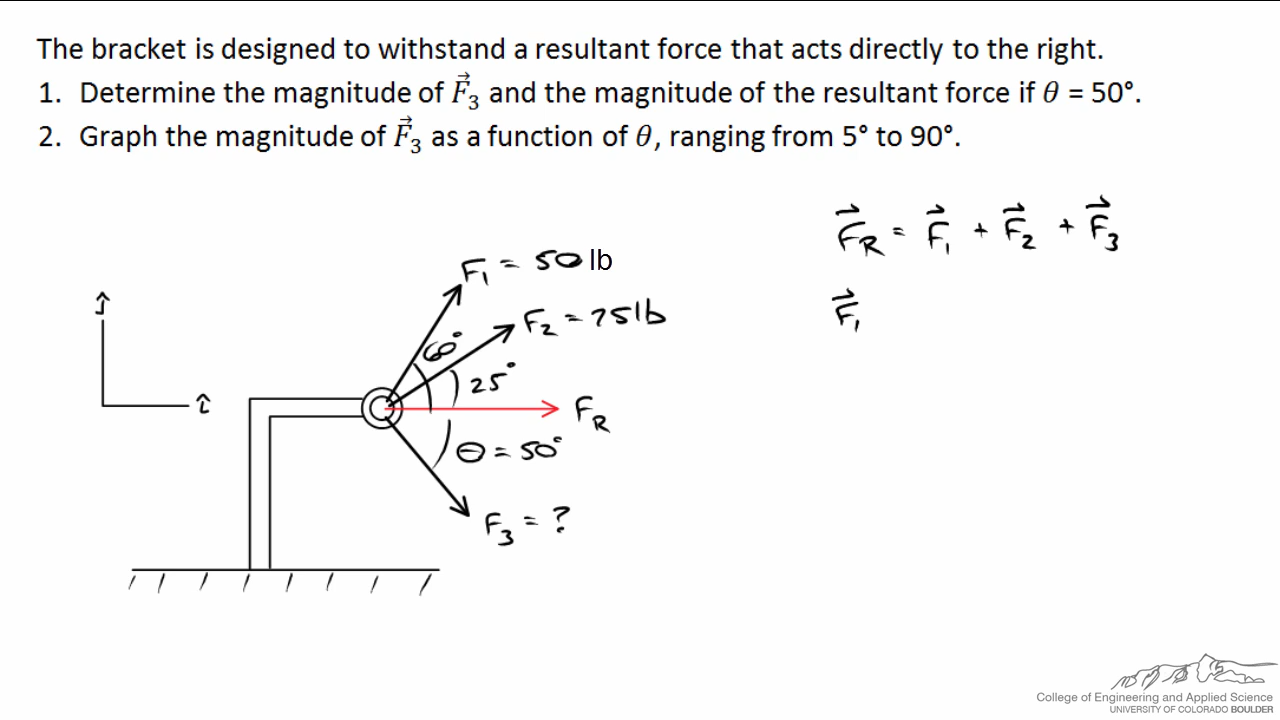 The bracket is designed to withstand a resultant force that acts directly to the right.
1. Determine the magnitude of F⃗₃ and the magnitude of the resultant force if θ = 50°.
2. Graph the magnitude of F⃗₃ as a function of θ, ranging from 5° to 90°.
F⃗R = F⃗₁ + F⃗₂ + F⃗₃
F₁ = 50 lb
F⃗₁
ĵ
F₂ = 75 lb
60°
25°
î
FR
θ = 50°
F₃ = ?
College of Engineering and Applied Science
UNIVERSITY OF COLORADO BOULDER